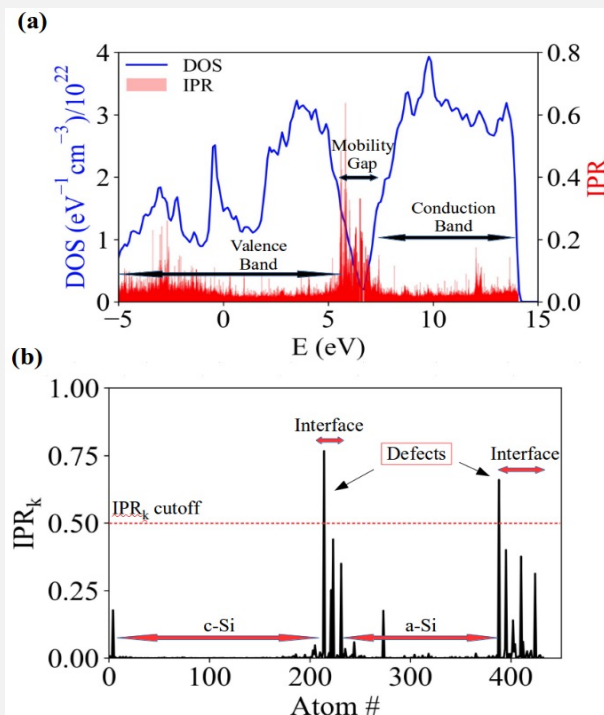 (a)
DOS
IPR
Mobility
Gap
Conduction
Band
Valence
Band
DOS (eV⁻¹ cm⁻³)/10²²
4
3
2
1
0
IPR
0.8
0.6
0.4
0.2
0.0
-5
0
5
10
15
E (eV)
(b)
Interface
Defects
Interface
IPRₖ cutoff
c-Si
a-Si
IPRₖ
1.00
0.75
0.50
0.25
0.00
0
100
200
300
400
Atom #